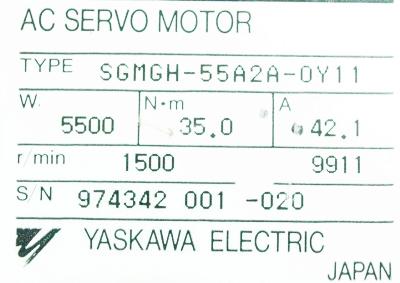 AC SERVO MOTOR
TYPE SGMGH-55A2A-0Y11
W N·m A
5500 35.0 42.1
r/min 1500 9911
S/N 974342 001 -020
YASKAWA ELECTRIC
JAPAN